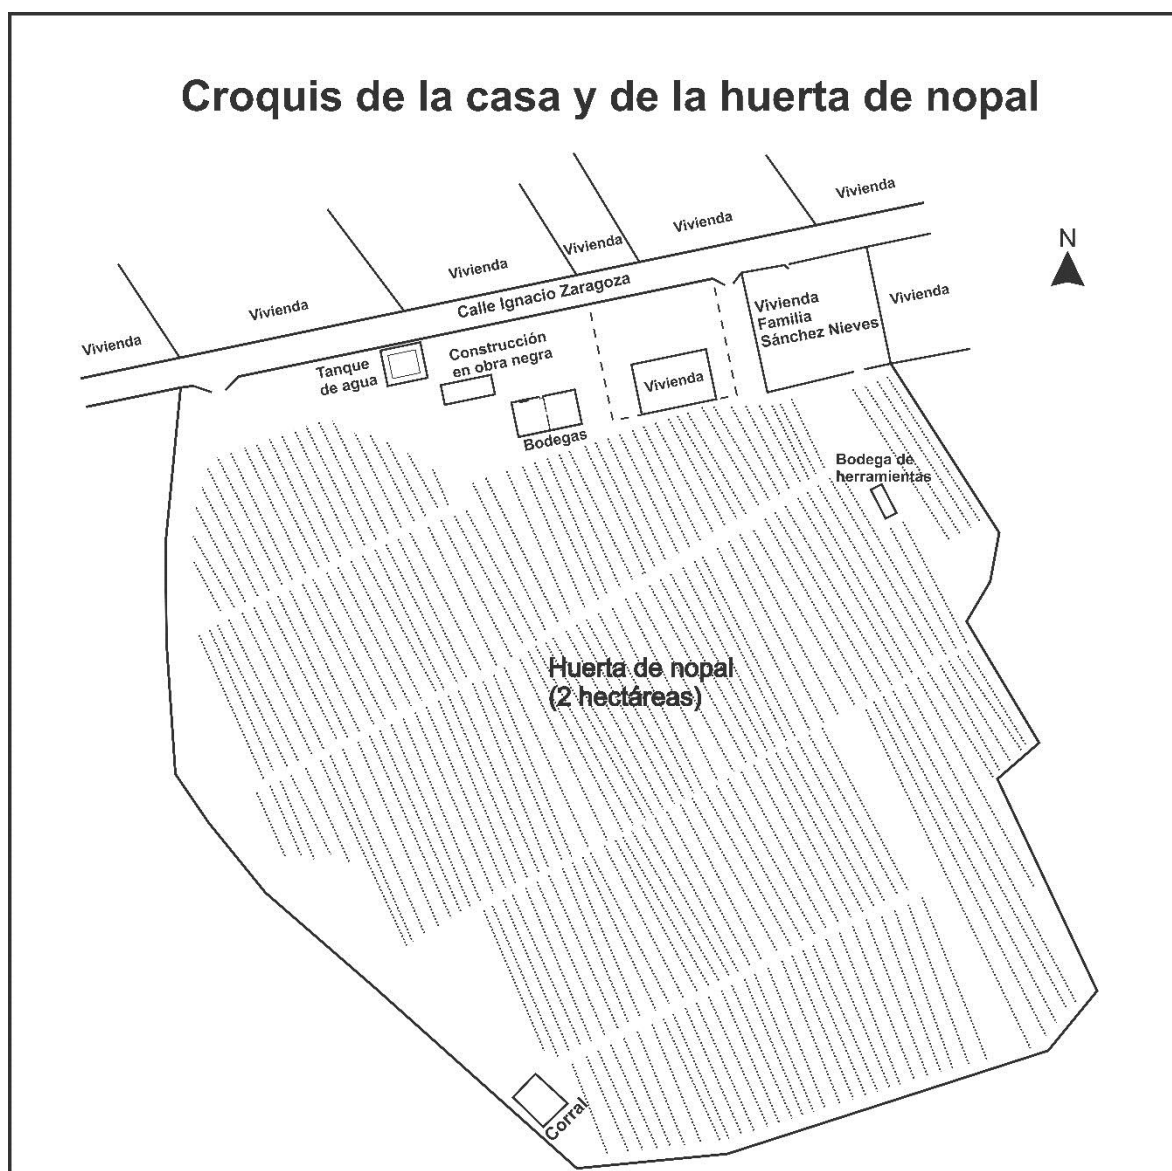 Croquis de la casa y de la huerta de nopal
N
Vivienda
Vivienda
Vivienda
Vivienda
Vivienda
Vivienda
Calle Ignacio Zaragoza
Vivienda
Familia
Sánchez Nieves
Vivienda
Tanque
de agua
Construcción
en obra negra
Vivienda
Bodegas
Bodega de
herramientas
Huerta de nopal
(2 hectáreas)
Corral